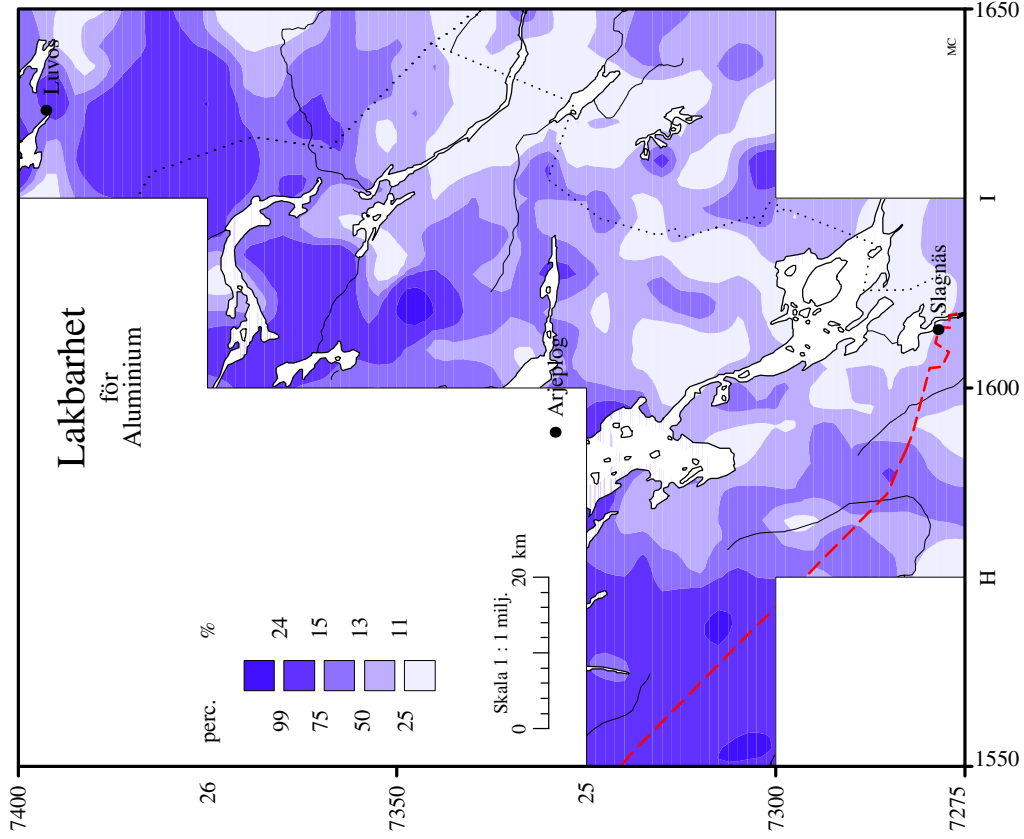 Lakbarhet
för
Aluminium
perc. %
99 24
75 15
50 13
25 11
Skala 1 : 1 milj.
0 20 km
Luvos
Arjeplog
Slagnäs
MC
7400
26
7350
25
7300
7275
1650
I
1600
H
1550